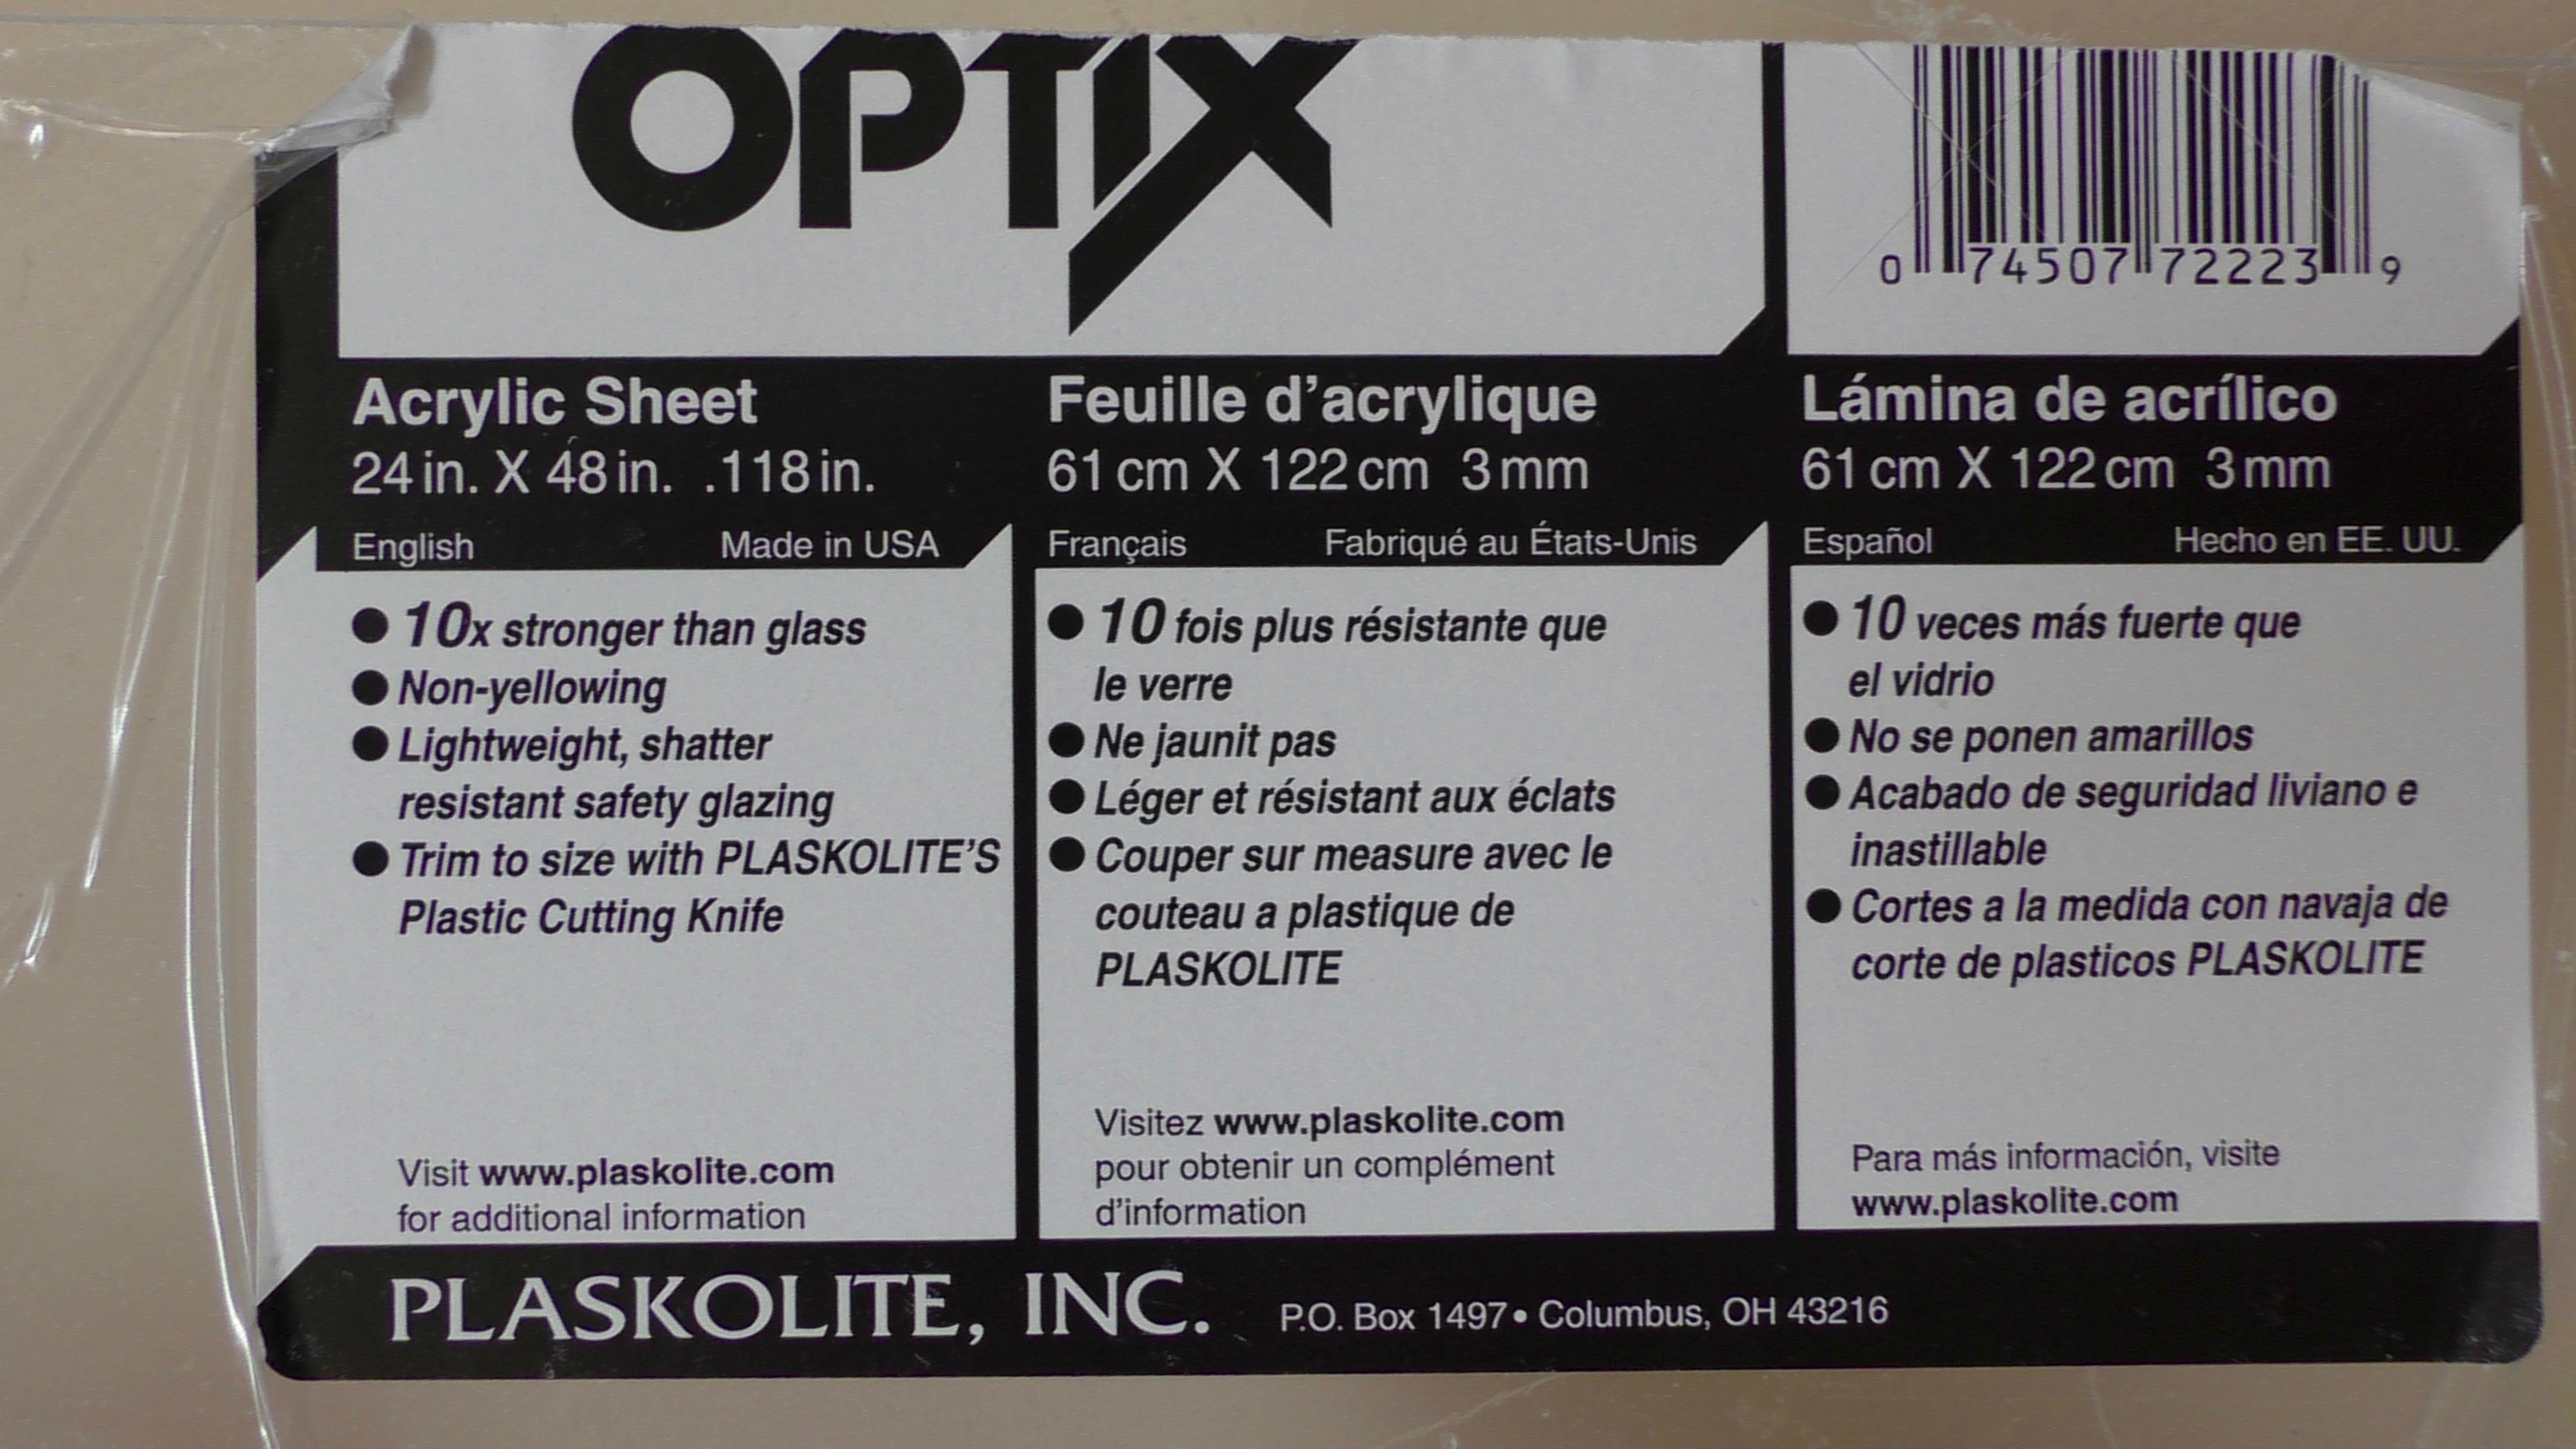 OPTIX
0 74507 72223 9
Acrylic Sheet
24 in. X 48 in. .118 in.
English Made in USA
Feuille d'acrylique
61 cm X 122 cm 3 mm
Français Fabriqué au États-Unis
Lámina de acrílico
61 cm X 122 cm 3 mm
Español Hecho en EE. UU.
● 10x stronger than glass
● Non-yellowing
● Lightweight, shatter
resistant safety glazing
● Trim to size with PLASKOLITE'S
Plastic Cutting Knife
Visit www.plaskolite.com
for additional information
● 10 fois plus résistante que
le verre
● Ne jaunit pas
● Léger et résistant aux éclats
● Couper sur measure avec le
couteau a plastique de
PLASKOLITE
Visitez www.plaskolite.com
pour obtenir un complément
d'information
● 10 veces más fuerte que
el vidrio
● No se ponen amarillos
● Acabado de seguridad liviano e
inastillable
● Cortes a la medida con navaja de
corte de plasticos PLASKOLITE
Para más información, visite
www.plaskolite.com
PLASKOLITE, INC. P.O. Box 1497 • Columbus, OH 43216